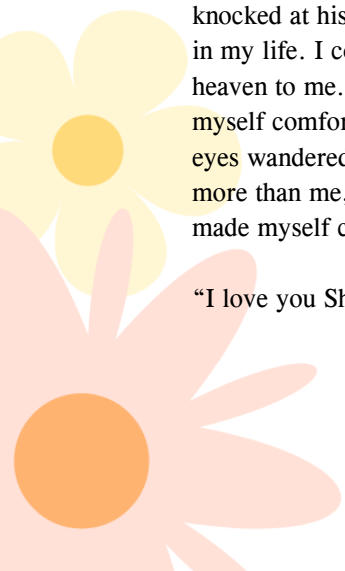 knocked at his
in my life. I c
heaven to me.
myself comfor
eyes wandered
more than me,
made myself c
“I love you Sh